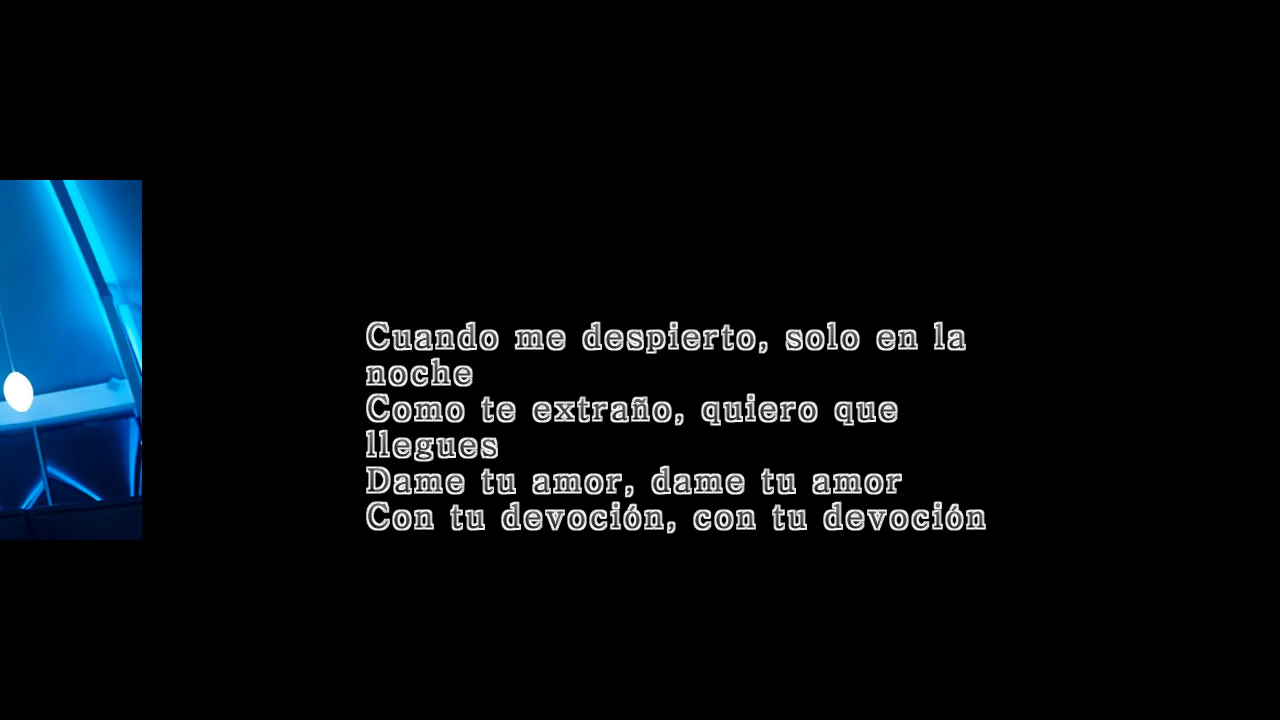 Cuando me despierto, solo en la
noche
Como te extraño, quiero que
llegues
Dame tu amor, dame tu amor
Con tu devoción, con tu devoción